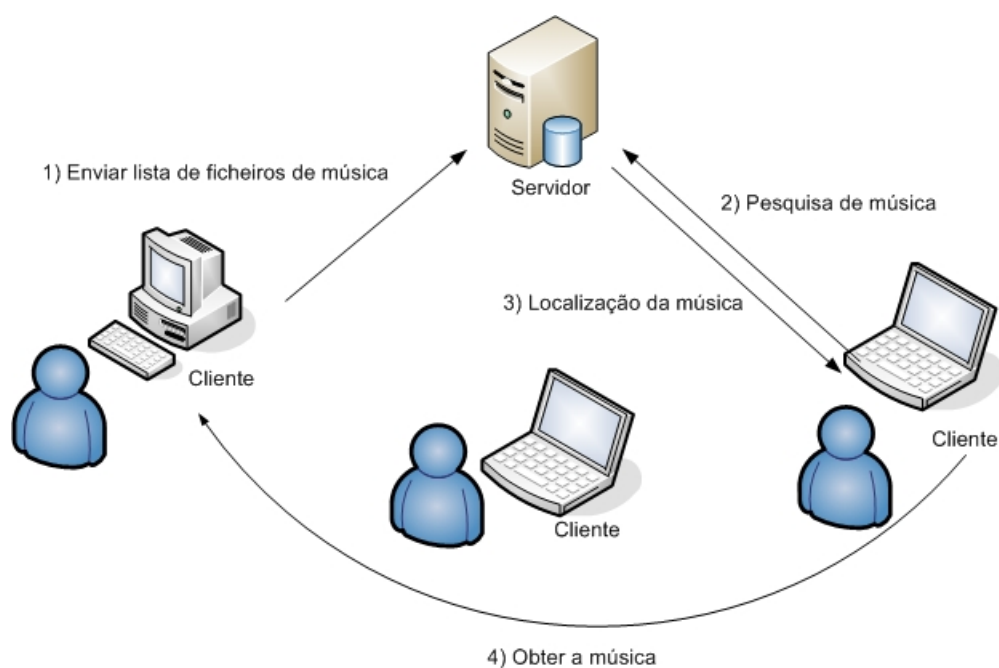 1) Enviar lista de ficheiros de música
Servidor
2) Pesquisa de música
3) Localização da música
Cliente
Cliente
Cliente
4) Obter a música